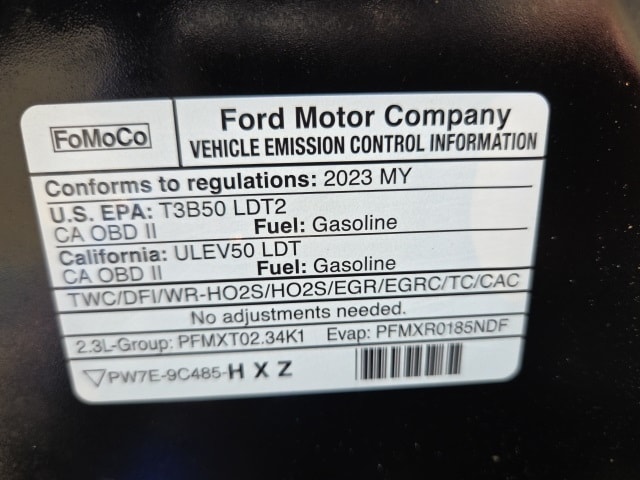 FoMoCo
Ford Motor Company
VEHICLE EMISSION CONTROL INFORMATION
Conforms to regulations: 2023 MY
U.S. EPA: T3B50 LDT2
CA OBD II Fuel: Gasoline
California: ULEV50 LDT
CA OBD II Fuel: Gasoline
TWC/DFI/WR-HO2S/HO2S/EGR/EGRC/TC/CAC
No adjustments needed.
2.3L-Group: PFMXT02.34K1 Evap: PFMXR0185NDF
PW7E-9C485-H X Z